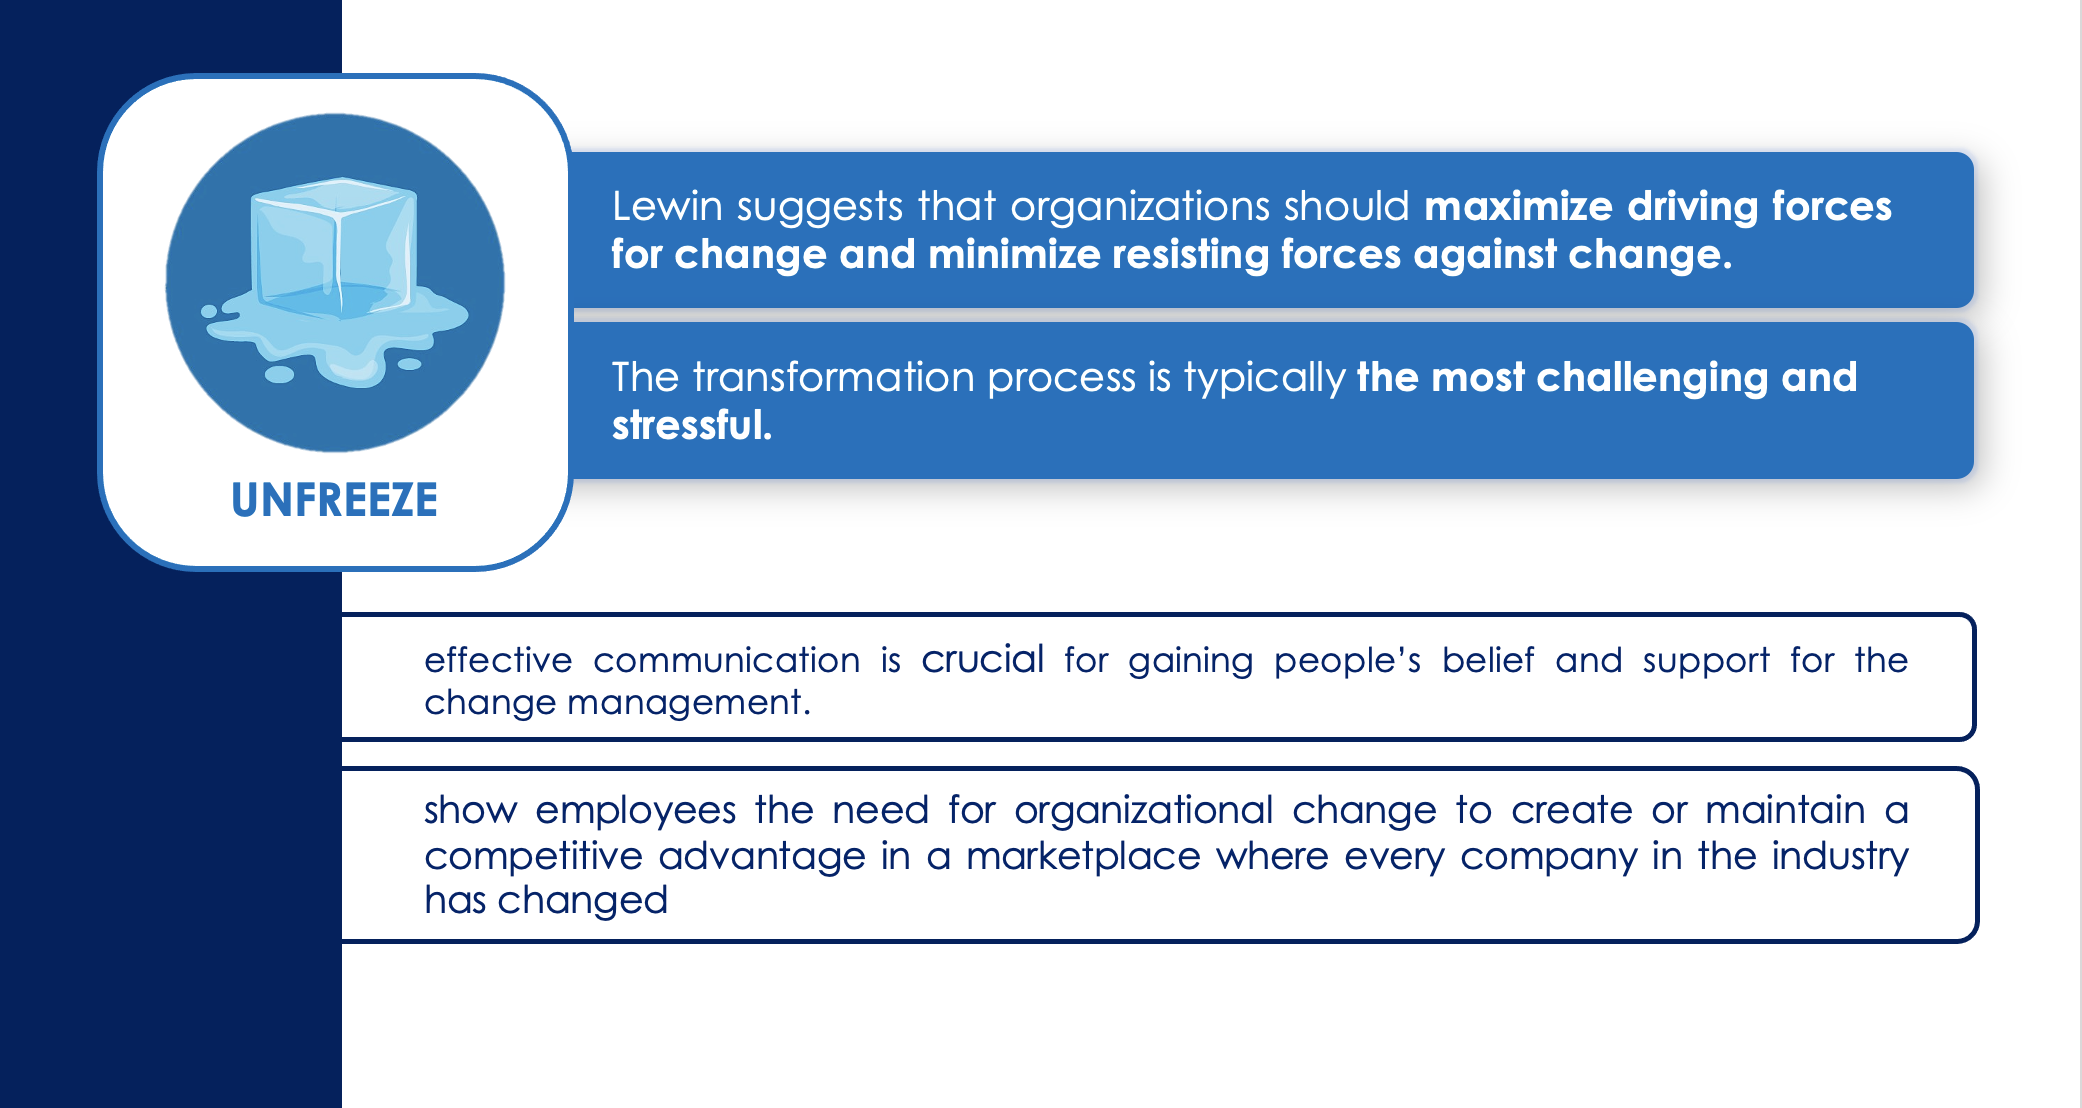 Lewin suggests that organizations should maximize driving forces
for change and minimize resisting forces against change.
The transformation process is typically the most challenging and
stressful.
UNFREEZE
effective communication is crucial for gaining people’s belief and support for the
change management.
show employees the need for organizational change to create or maintain a
competitive advantage in a marketplace where every company in the industry
has changed